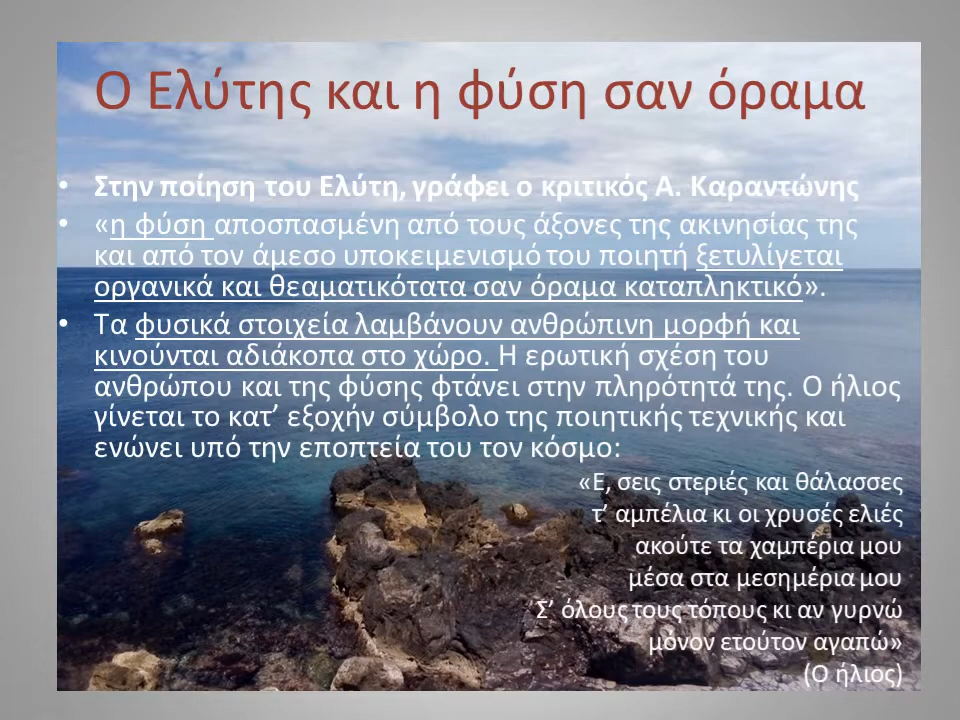 Ο Ελύτης και η φύση σαν όραμα
• Στην ποίηση του Ελύτη, γράφει ο κριτικός Α. Καραντώνης
• «η φύση αποσπασμένη από τους άξονες της ακινησίας της
και από τον άμεσο υποκειμενισμό του ποιητή ξετυλίγεται
οργανικά και θεαματικότατα σαν όραμα καταπληκτικό».
• Τα φυσικά στοιχεία λαμβάνουν ανθρώπινη μορφή και
κινούνται αδιάκοπα στο χώρο. Η ερωτική σχέση του
ανθρώπου και της φύσης φτάνει στην πληρότητά της. Ο ήλιος
γίνεται το κατ’ εξοχήν σύμβολο της ποιητικής τεχνικής και
ενώνει υπό την εποπτεία του τον κόσμο:
«Ε, σεις στεριές και θάλασσες
τ’ αμπέλια κι οι χρυσές ελιές
ακούτε τα χαμπέρια μου
μέσα στα μεσημέρια μου
Σ’ όλους τους τόπους κι αν γυρνώ
μόνον ετούτον αγαπώ»
(Ο ήλιος)